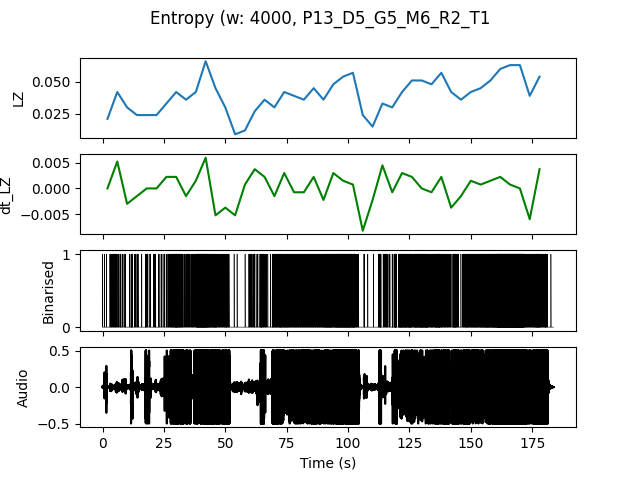 Entropy (w: 4000, P13_D5_G5_M6_R2_T1
LZ
0.050
0.025
dt_LZ
0.005
0.000
−0.005
Binarised
1
0
Audio
0.5
0.0
−0.5
0 25 50 75 100 125 150 175
Time (s)